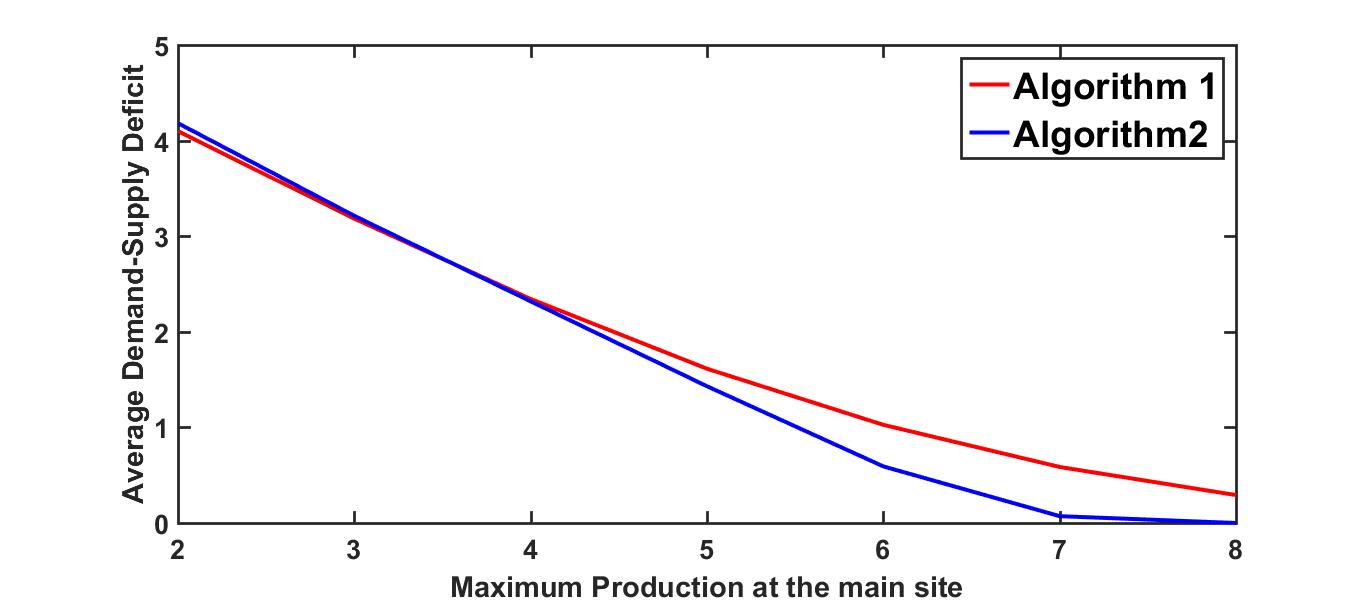 Average Demand-Supply Deficit
5
4
3
2
1
0
Algorithm 1
Algorithm2
2 3 4 5 6 7 8
Maximum Production at the main site